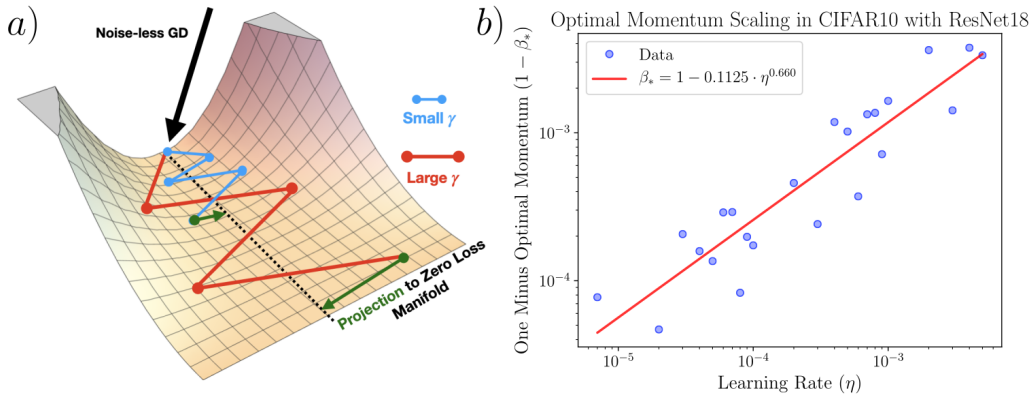 a)
Noise-less GD
Small γ
Large γ
Projection to Zero Loss
Manifold
b)
Optimal Momentum Scaling in CIFAR10 with ResNet18
Data
β* = 1 − 0.1125 · η^0.660
One Minus Optimal Momentum (1 − β*)
10^−3
10^−4
10^−5
10^−4
10^−3
Learning Rate (η)